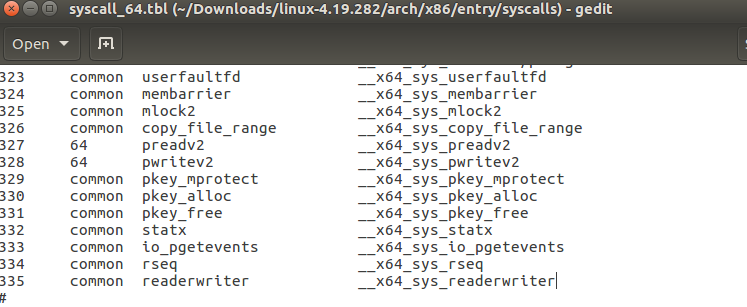 syscall_64.tbl (~/Downloads/linux-4.19.282/arch/x86/entry/syscalls) - gedit
Open
323 common userfaultfd __x64_sys_userfaultfd
324 common membarrier __x64_sys_membarrier
325 common mlock2 __x64_sys_mlock2
326 common copy_file_range __x64_sys_copy_file_range
327 64 preadv2 __x64_sys_preadv2
328 64 pwritev2 __x64_sys_pwritev2
329 common pkey_mprotect __x64_sys_pkey_mprotect
330 common pkey_alloc __x64_sys_pkey_alloc
331 common pkey_free __x64_sys_pkey_free
332 common statx __x64_sys_statx
333 common io_pgetevents __x64_sys_io_pgetevents
334 common rseq __x64_sys_rseq
335 common readerwriter __x64_sys_readerwriter
#